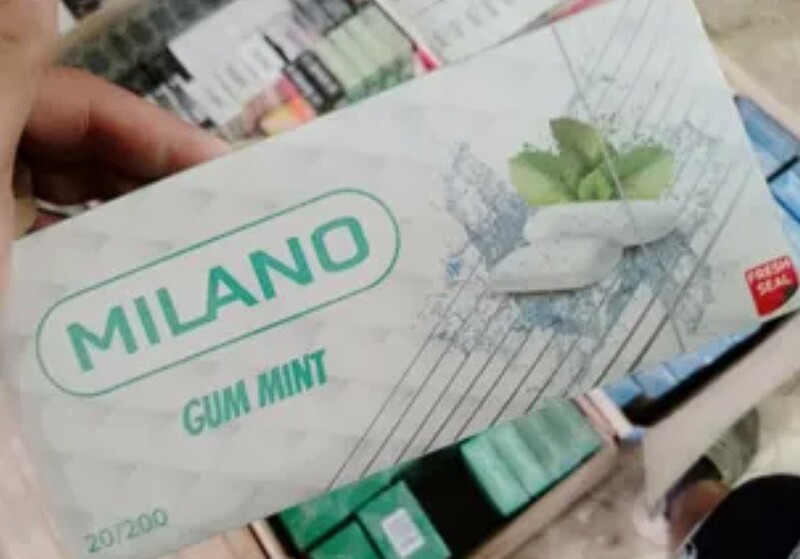 MILANO
GUM MINT
20/200
FRESH
SEAL